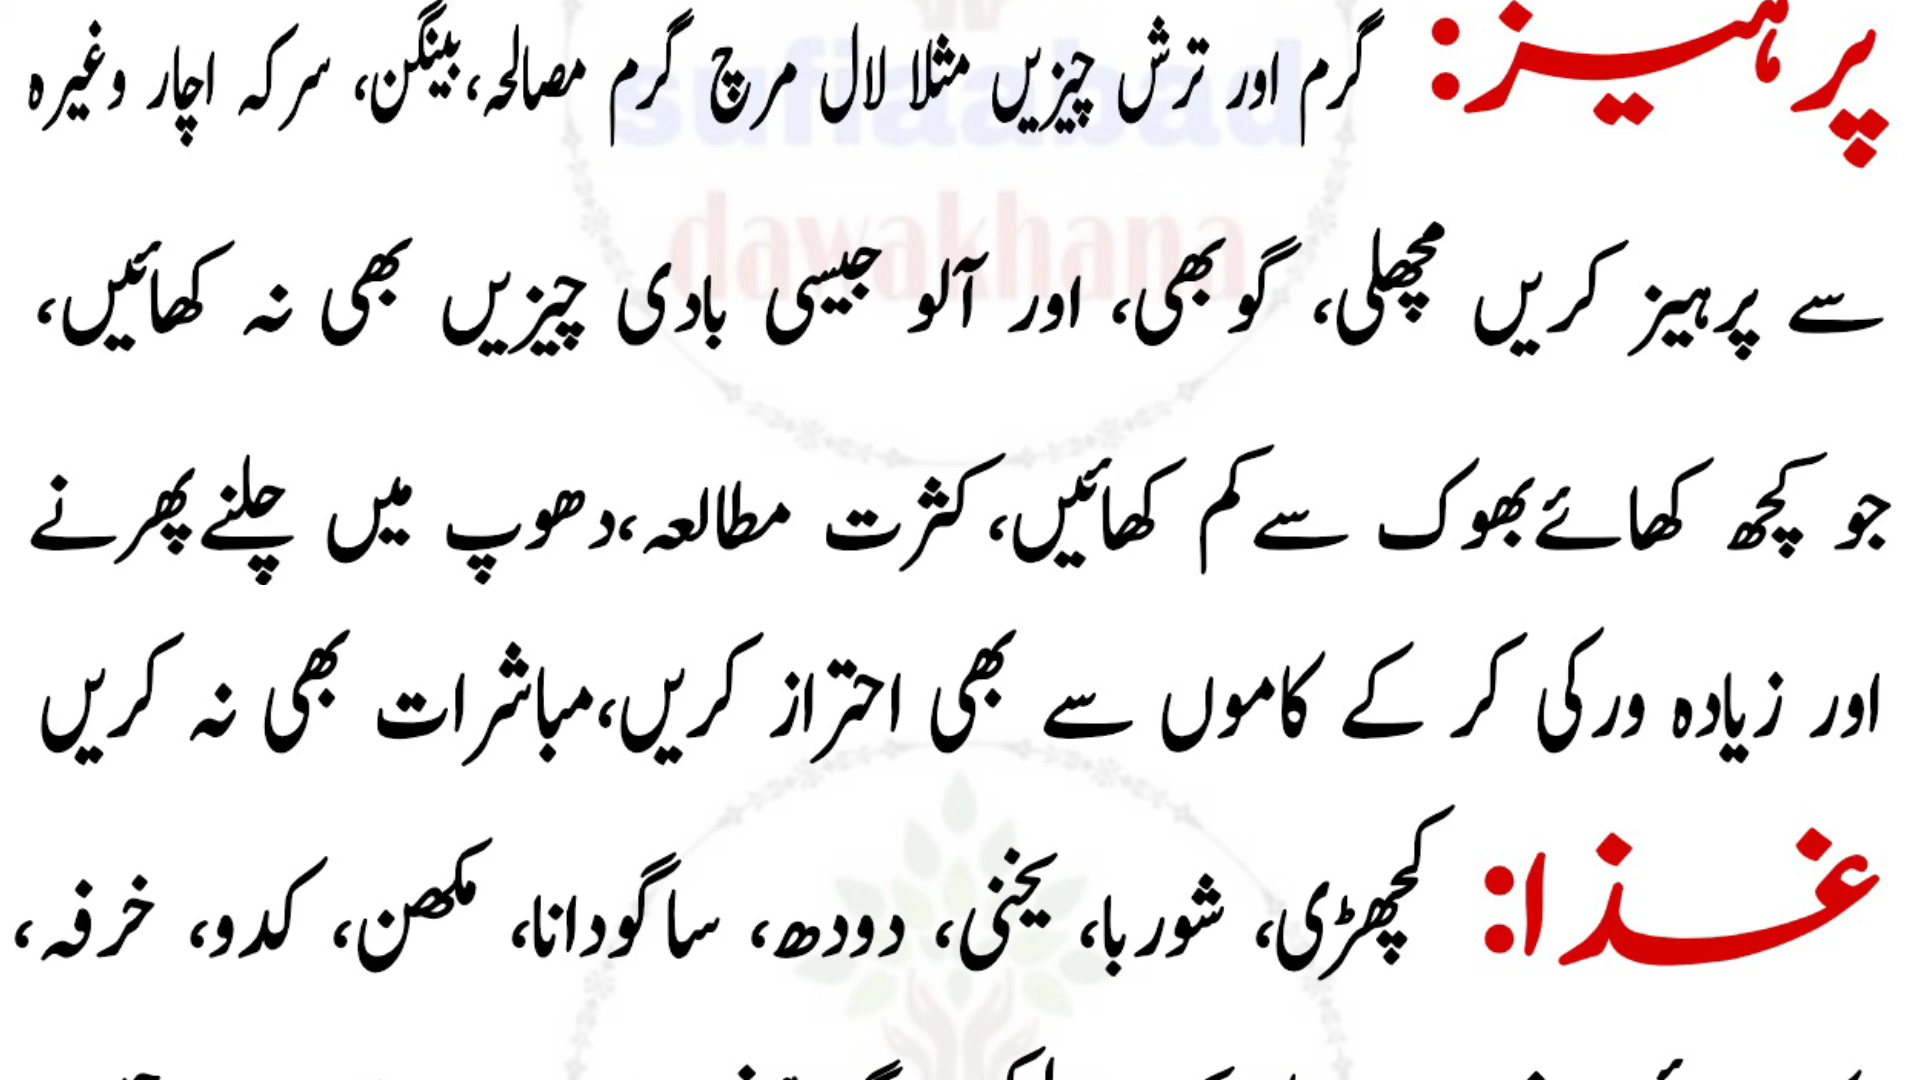 پرہیز: گرم اور ترش چیزیں مثلا لال مرچ گرم مصالحہ،بینگن، سرکہ اچار وغیرہ
sufiaabad
dawakhana
سے پرہیز کریں مچھلی، گوبھی، اور آلو جیسی بادی چیزیں بھی نہ کھائیں،
جو کچھ کھائے بھوک سے کم کھائیں، کثرت مطالعہ،دھوپ میں چلنے پھرنے
اور زیادہ ورکی کر کے کاموں سے بھی احتراز کریں،مباشرات بھی نہ کریں
غذا: کھچڑی، شوربا، یخنی، دودھ، ساگودانا، مکھن، کدو، خرفہ،